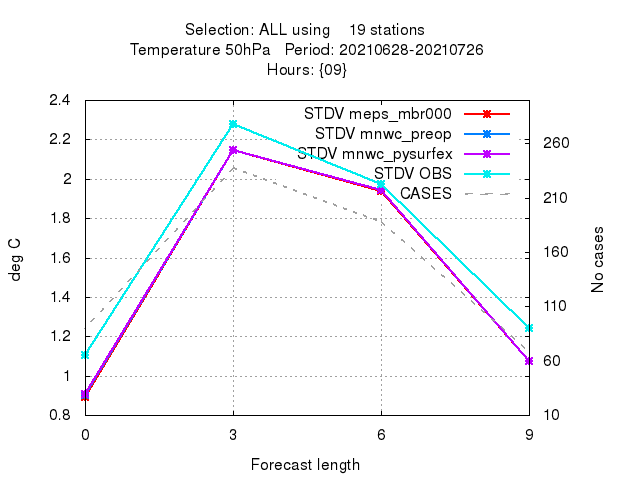 Selection: ALL using 19 stations
Temperature 50hPa Period: 20210628-20210726
Hours: {09}
2.4
2.2
2
1.8
1.6
1.4
1.2
1
0.8
deg C
STDV meps_mbr000
STDV mnwc_preop
STDV mnwc_pysurfex
STDV OBS
CASES
260
210
160
110
60
10
No cases
0 3 6 9
Forecast length